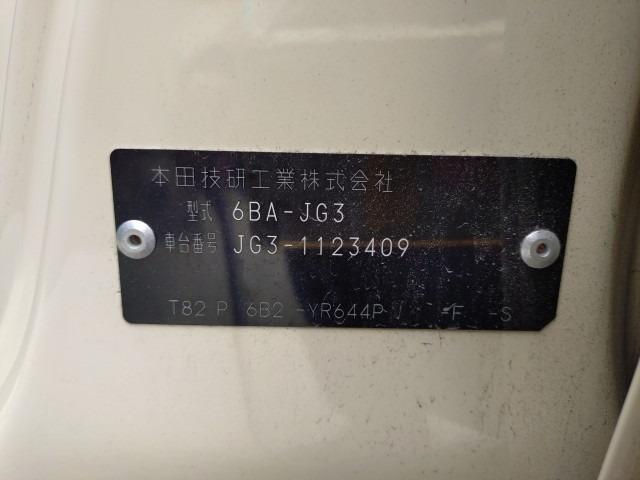 本田技研工業株式会社
型式 6BA-JG3
車台番号 JG3-1123409
T82 P 6B2 -YR644P J -F -S